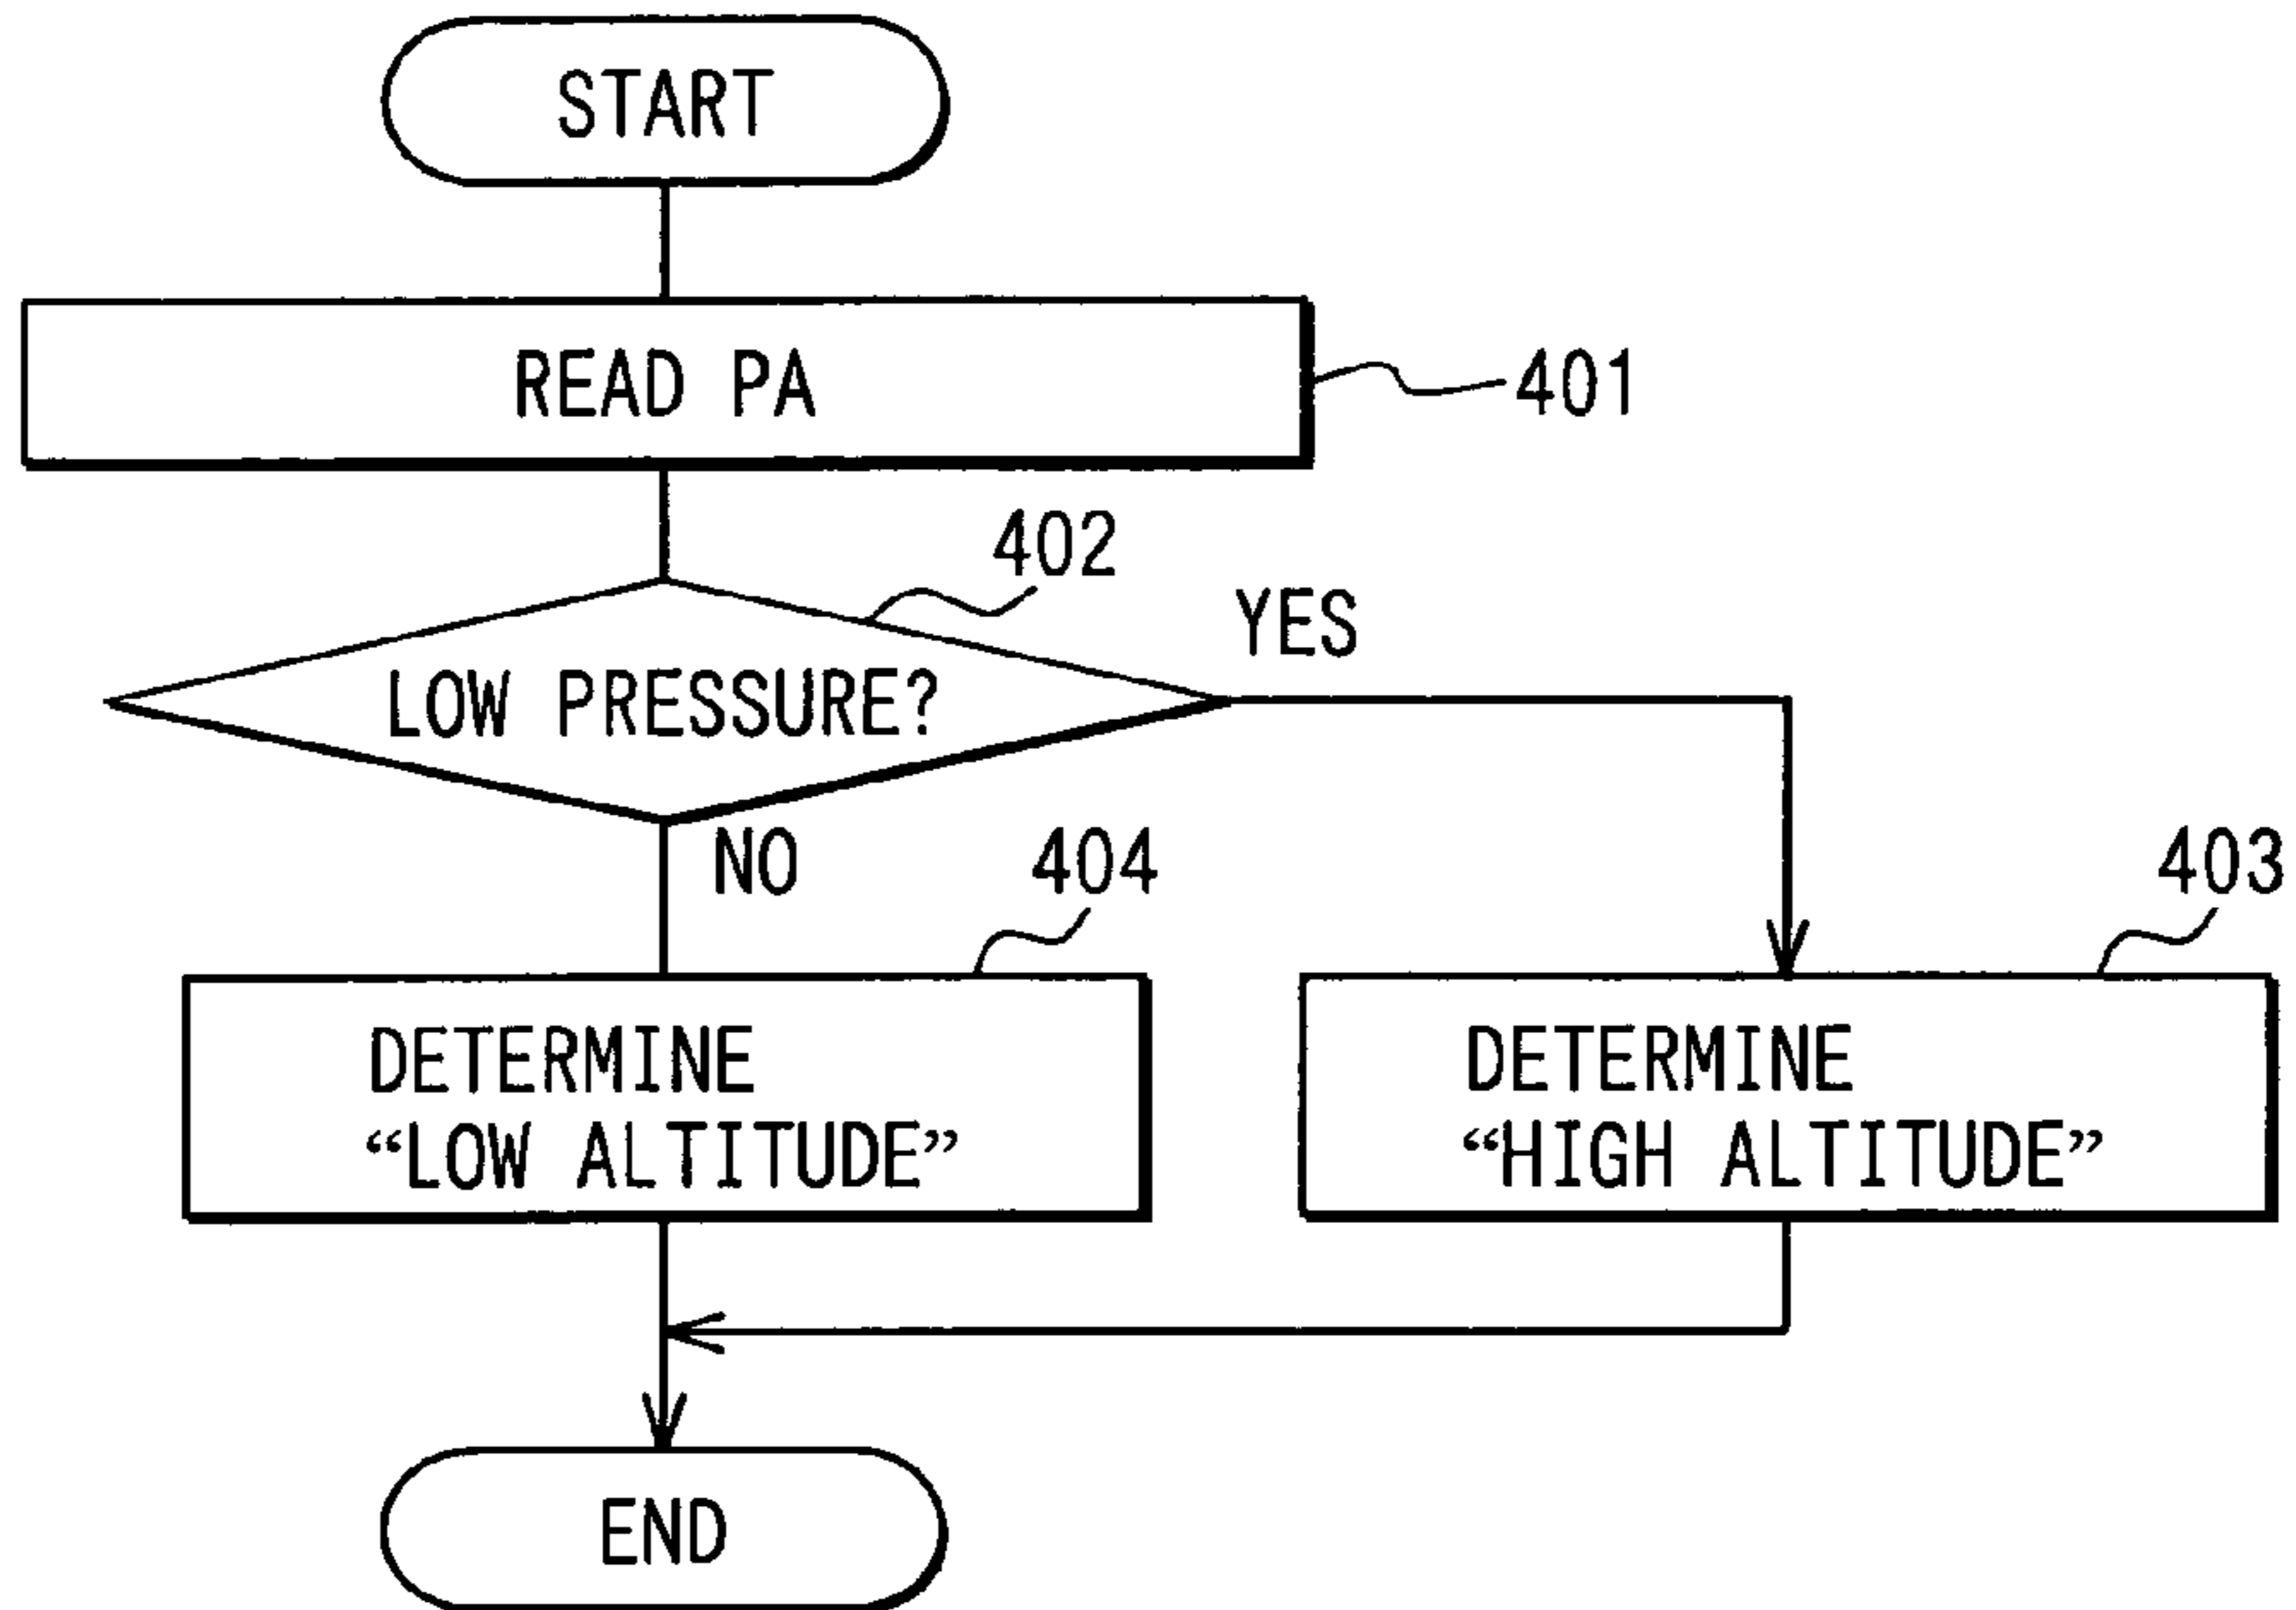 START
READ PA
401
402
YES
LOW PRESSURE?
NO
404
403
DETERMINE
“LOW ALTITUDE”
DETERMINE
“HIGH ALTITUDE”
END